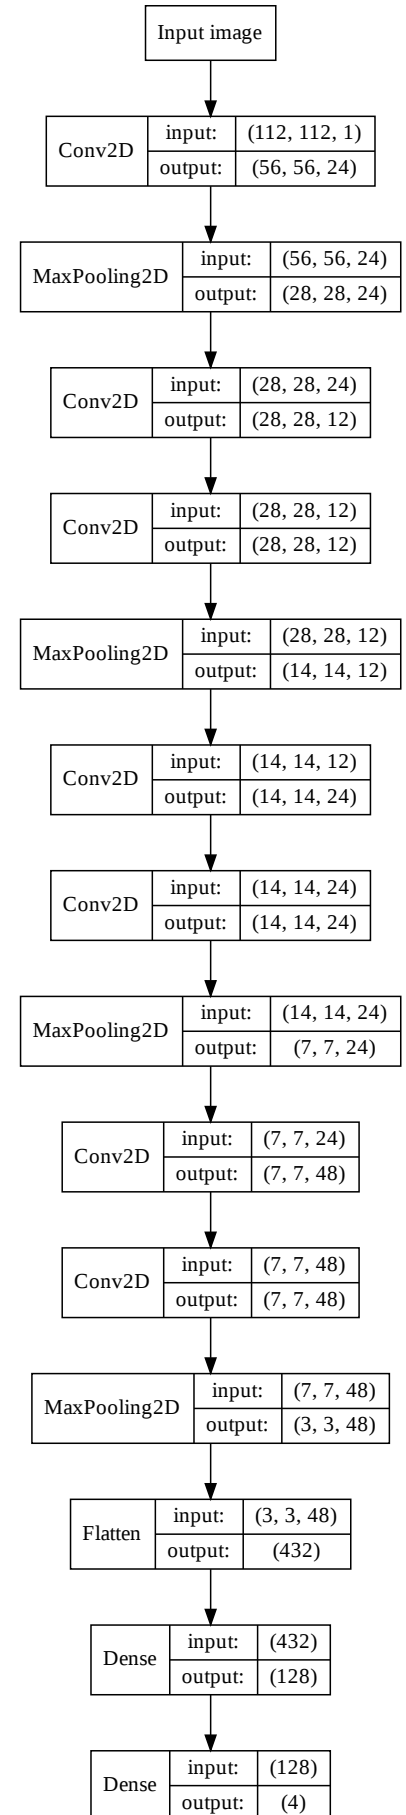 Input image
Conv2D
input: (112, 112, 1)
output: (56, 56, 24)
MaxPooling2D
input: (56, 56, 24)
output: (28, 28, 24)
Conv2D
input: (28, 28, 24)
output: (28, 28, 12)
Conv2D
input: (28, 28, 12)
output: (28, 28, 12)
MaxPooling2D
input: (28, 28, 12)
output: (14, 14, 12)
Conv2D
input: (14, 14, 12)
output: (14, 14, 24)
Conv2D
input: (14, 14, 24)
output: (14, 14, 24)
MaxPooling2D
input: (14, 14, 24)
output: (7, 7, 24)
Conv2D
input: (7, 7, 24)
output: (7, 7, 48)
Conv2D
input: (7, 7, 48)
output: (7, 7, 48)
MaxPooling2D
input: (7, 7, 48)
output: (3, 3, 48)
Flatten
input: (3, 3, 48)
output: (432)
Dense
input: (432)
output: (128)
Dense
input: (128)
output: (4)